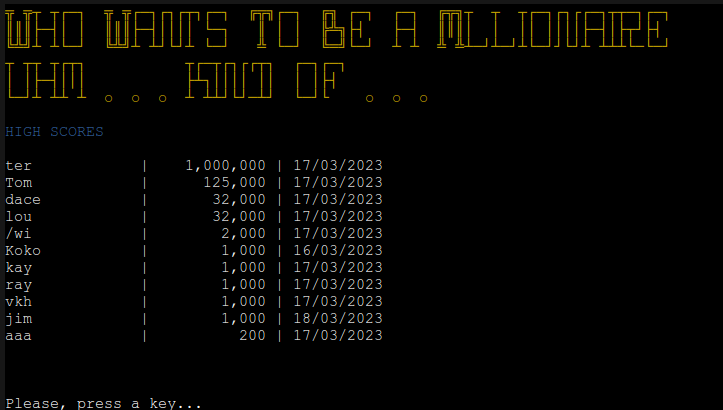 WHO WANTS TO BE A MILLIONAIRE
UHM ... KIND OF ...
HIGH SCORES
ter | 1,000,000 | 17/03/2023
Tom | 125,000 | 17/03/2023
dace | 32,000 | 17/03/2023
lou | 32,000 | 17/03/2023
/wi | 2,000 | 17/03/2023
Koko | 1,000 | 16/03/2023
kay | 1,000 | 17/03/2023
ray | 1,000 | 17/03/2023
vkh | 1,000 | 17/03/2023
jim | 1,000 | 18/03/2023
aaa | 200 | 17/03/2023
Please, press a key...